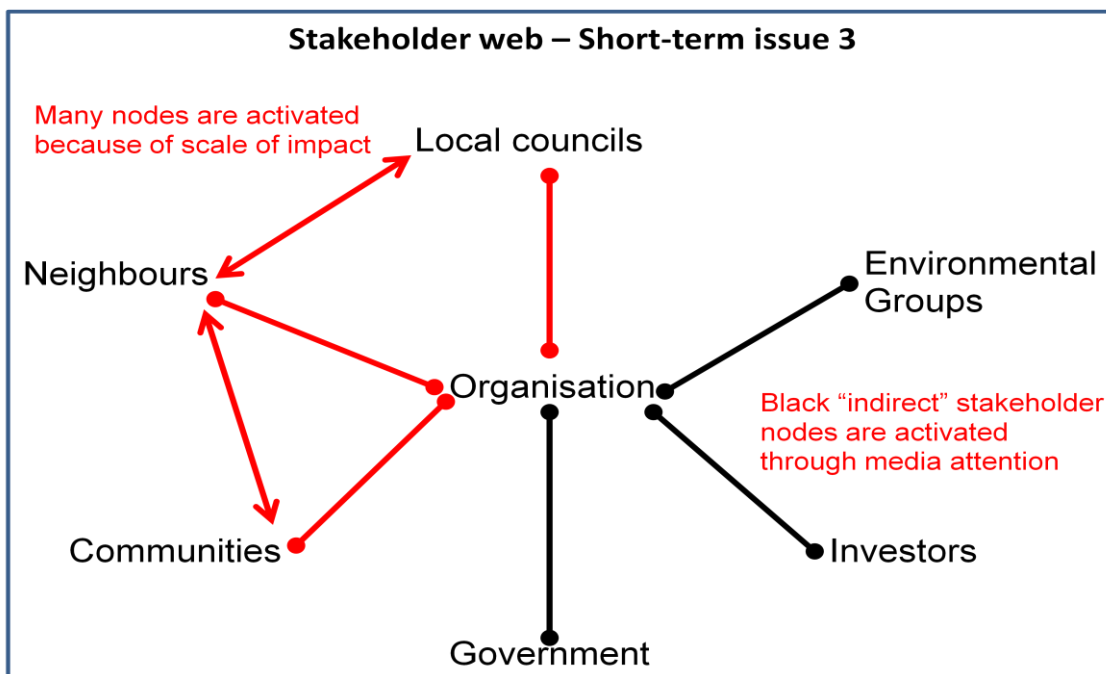 Stakeholder web – Short-term issue 3
Many nodes are activated
because of scale of impact
Local councils
Neighbours
Environmental
Groups
Organisation
Black “indirect” stakeholder
nodes are activated
through media attention
Communities
Investors
Government